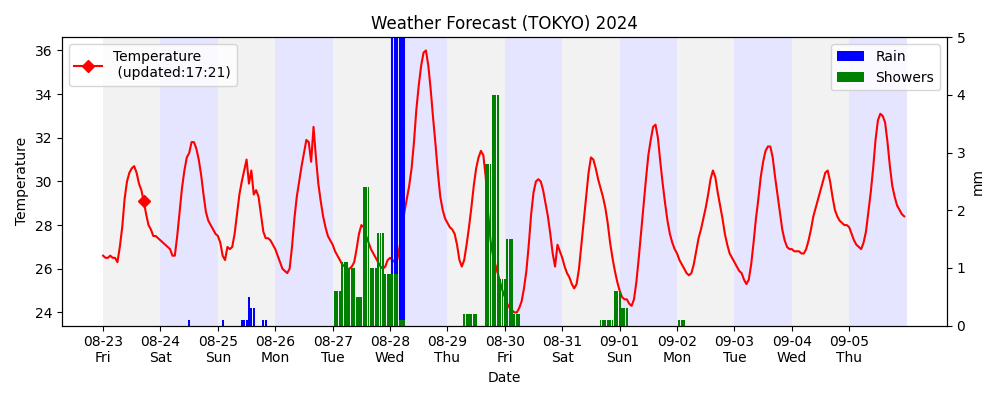 Weather Forecast (TOKYO) 2024
Temperature
(updated:17:21)
Rain
Showers
36
34
32
30
28
26
24
Temperature
5
4
3
2
1
0
mm
08-23 08-24 08-25 08-26 08-27 08-28 08-29 08-30 08-31 09-01 09-02 09-03 09-04 09-05
Fri Sat Sun Mon Tue Wed Thu Fri Sat Sun Mon Tue Wed Thu
Date